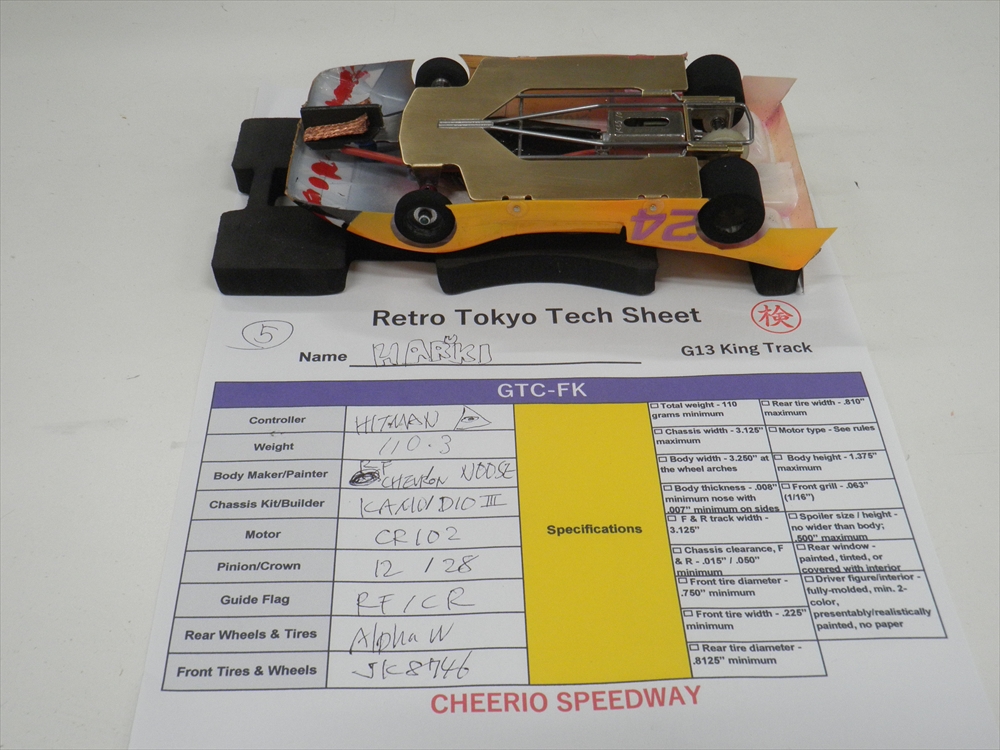 24
Retro Tokyo Tech Sheet
検
5
Name HARKI
G13 King Track
GTC-FK
Controller HITMAN
Weight 110.3
Body Maker/Painter RF CHEVRON NOOSE
Chassis Kit/Builder
Motor CR102
Pinion/Crown 12 / 28
Guide Flag RF / CR
Rear Wheels & Tires Alpha W
Front Tires & Wheels JK8746
Specifications
Total weight - 110
grams minimum
Chassis width - 3.125"
maximum
Body width - 3.250" at
the wheel arches
Body thickness - .008"
minimum nose with
.007" minimum on sides
F & R track width -
3.125"
Chassis clearance, F
& R - .015" / .050"
minimum
Front tire diameter -
.750" minimum
Front tire width - .225"
minimum
Rear tire diameter -
.8125" minimum
Rear tire width - .810"
maximum
Motor type - See rules
Body height - 1.375"
maximum
Front grill - .063"
(1/16")
Spoiler size / height -
no wider than body;
.500" maximum
Rear window -
painted, tinted, or
covered with interior
Driver figure/interior -
fully-molded, min. 2-
color,
presentably/realistically
painted, no paper
CHEERIO SPEEDWAY